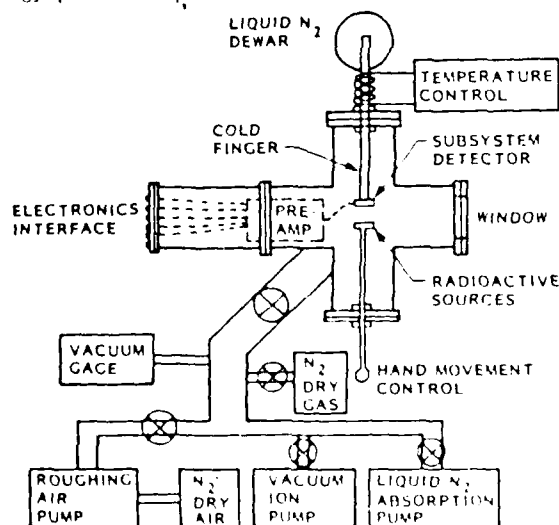 LIQUID N2
DEWAR
TEMPERATURE
CONTROL
COLD
FINGER
SUBSYSTEM
DETECTOR
ELECTRONICS
INTERFACE
PRE
AMP
WINDOW
RADIOACTIVE
SOURCES
VACUUM
GAGE
N2
DRY
GAS
HAND MOVEMENT
CONTROL
ROUGHING
AIR
PUMP
N2
DRY
AIR
VACUUM
ION
PUMP
LIQUID N2
ABSORPTION
PUMP